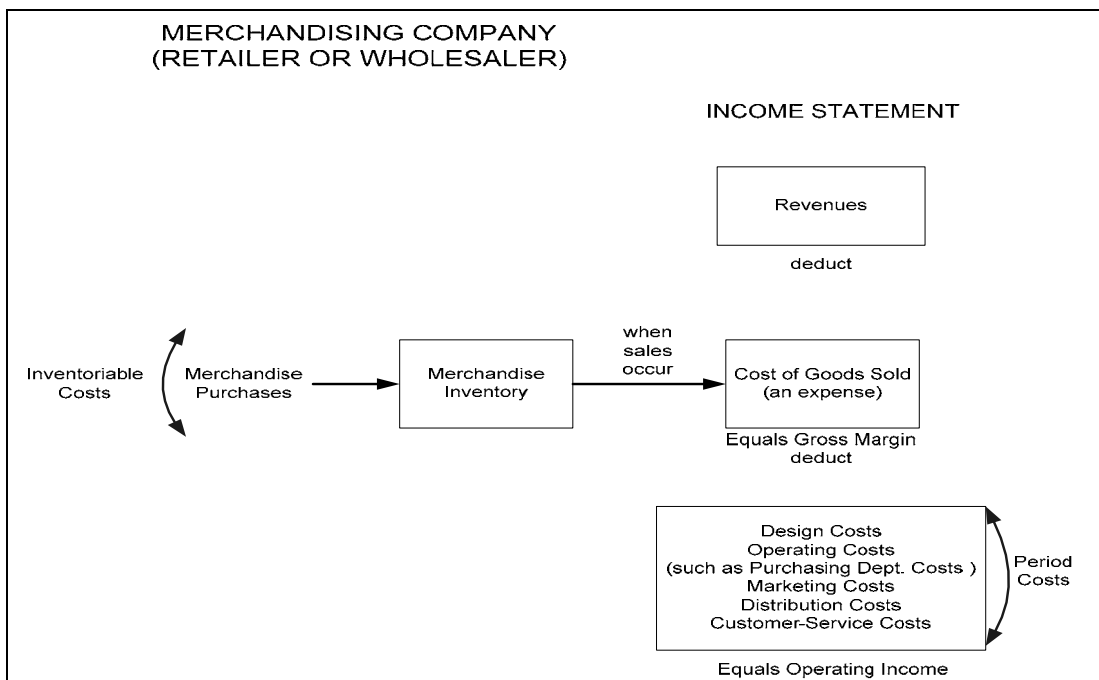 MERCHANDISING COMPANY
(RETAILER OR WHOLESALER)
INCOME STATEMENT
Revenues
deduct
Inventoriable
Costs
Merchandise
Purchases
Merchandise
Inventory
when
sales
occur
Cost of Goods Sold
(an expense)
Equals Gross Margin
deduct
Design Costs
Operating Costs
(such as Purchasing Dept. Costs )
Marketing Costs
Distribution Costs
Customer-Service Costs
Period
Costs
Equals Operating Income